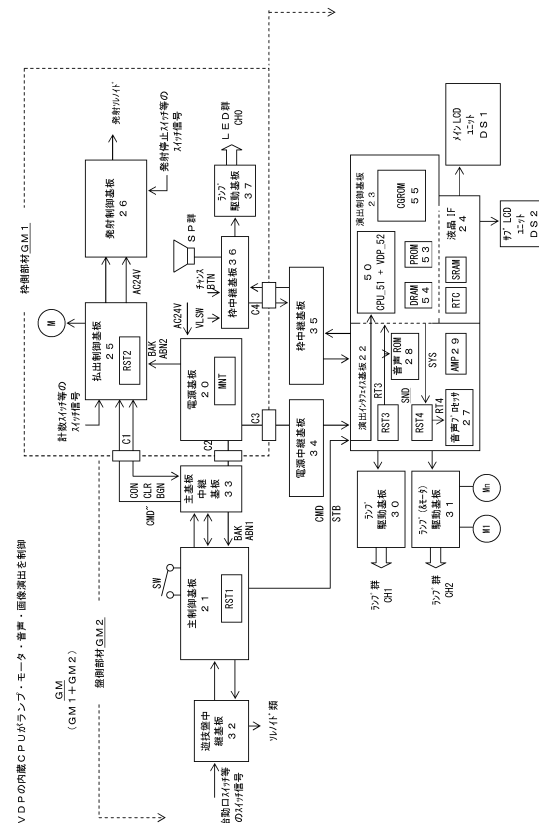 VDPの内蔵CPUがランプ・モータ・音声・画像演出を制御
GM
(GM1+GM2)
盤側部材GM2
枠側部材GM1
計数スイッチ等の
スイッチ信号
M
払出制御基板
25
RST2
AC24V
発射制御基板
26
発射ソレノイド
発射停止スイッチ等の
スイッチ信号
C1
CON
CLR
BGN
CMD"
BAK
ABN2
AC24V
電源基板
20
MNT
VLSW
チャンス
BTN
SP群
枠中継基板36
ランプ
駆動基板
37
LED群
CH0
C2
C3
C4
主基板
中継
基板
33
BAK
ABN1
SW
主制御基板
21
RST1
遊技盤中
継基板
32
始動口スイッチ等
のスイッチ信号
ソレノイド類
電源中継基板
34
枠中継基板
35
CMD
STB
演出インタフェイス基板22
RST3
RT3
音声ROM
28
SND
RST4
RT4
SYS
音声プロセッサ
27
AMP29
演出制御基板
23
50
CPU_51 + VDP_52
CGROM
55
DRAM
54
PROM
53
液晶IF
24
RTC
SRAM
メインLCD
ユニット
DS1
サブLCD
ユニット
DS2
ランプ
駆動基板
30
ランプ群
CH1
ランプ(&モータ)
駆動基板
31
ランプ群
CH2
M1
Mn